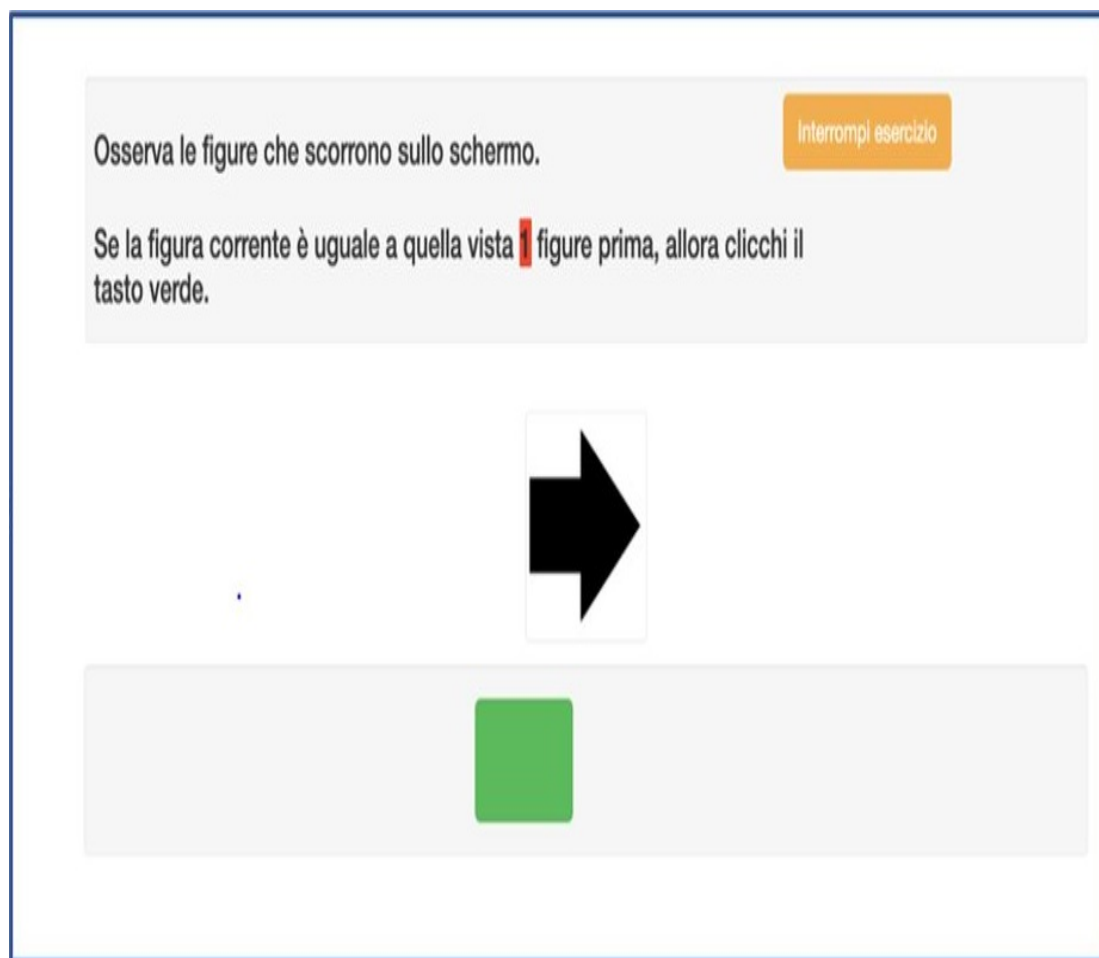 Interrompi esercizio
Osserva le figure che scorrono sullo schermo.
Se la figura corrente è uguale a quella vista 1 figure prima, allora clicchi il
tasto verde.